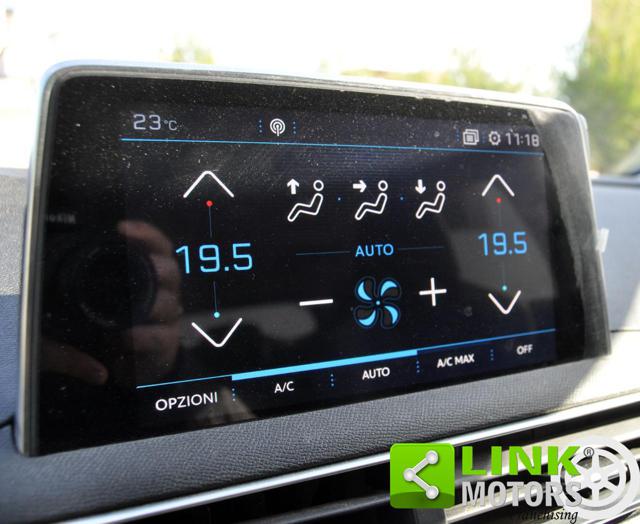 23°C
11:18
19.5
19.5
AUTO
OPZIONI
A/C
AUTO
A/C MAX
OFF
LINK
MOTORS